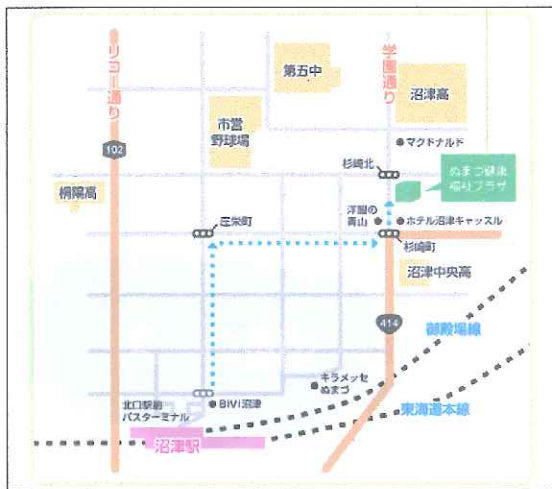 リコー通り
学園通り
第五中
沼津高
市営
野球場
マクドナルド
102
杉崎北
ぬまづ健康
福祉プラザ
桐陽高
洋服の
青山
ホテル沼津キャッスル
庄栄町
杉崎町
沼津中央高
414
御殿場線
キラメッセ
ぬまづ
BiVi沼津
北口駅前
バスターミナル
東海道本線
沼津駅